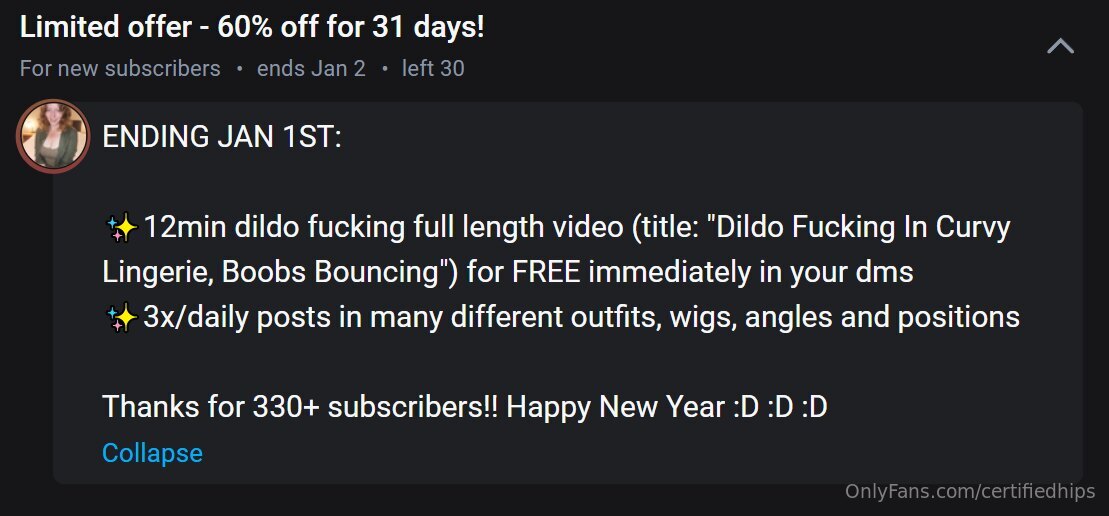 Limited offer - 60% off for 31 days!
For new subscribers • ends Jan 2 • left 30
ENDING JAN 1ST:
✨ 12min dildo fucking full length video (title: "Dildo Fucking In Curvy
Lingerie, Boobs Bouncing") for FREE immediately in your dms
✨ 3x/daily posts in many different outfits, wigs, angles and positions
Thanks for 330+ subscribers!! Happy New Year :D :D :D
Collapse
OnlyFans.com/certifiedhips